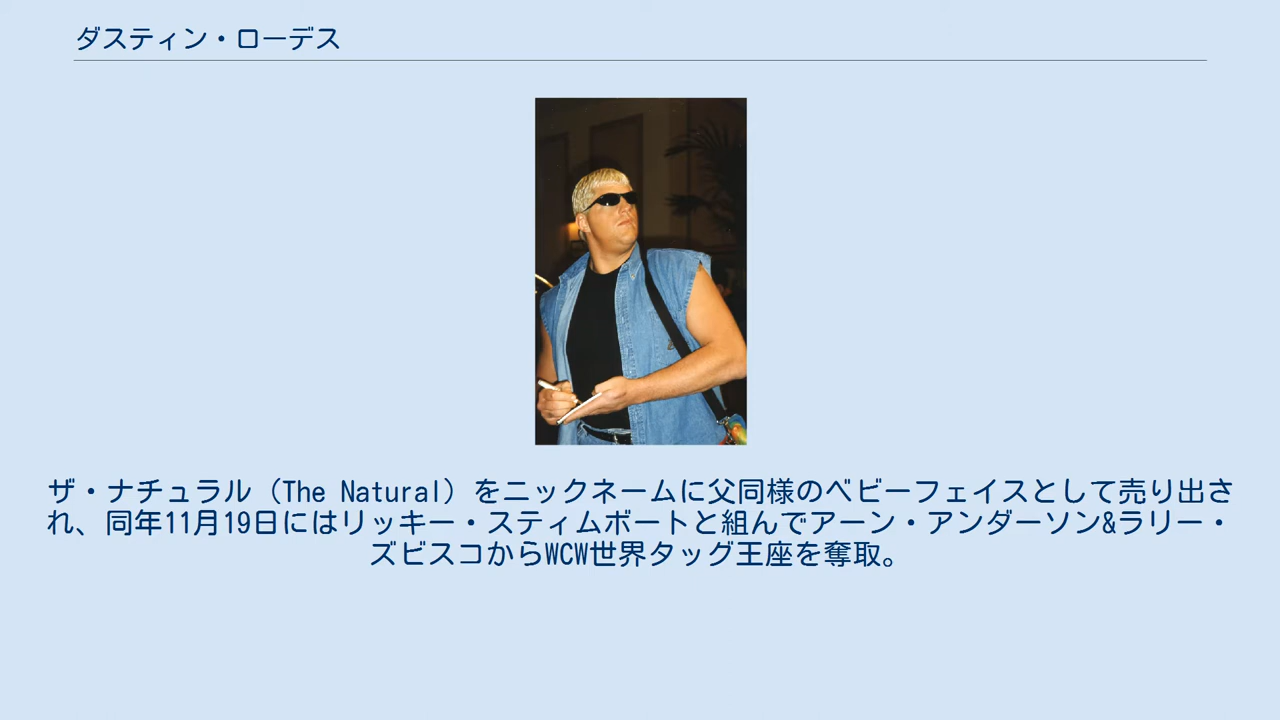 ダスティン・ローデス
ザ・ナチュラル（The Natural）をニックネームに父同様のベビーフェイスとして売り出さ
れ、同年11月19日にはリッキー・スティムボートと組んでアーン・アンダーソン&ラリー・
ズビスコからWCW世界タッグ王座を奪取。